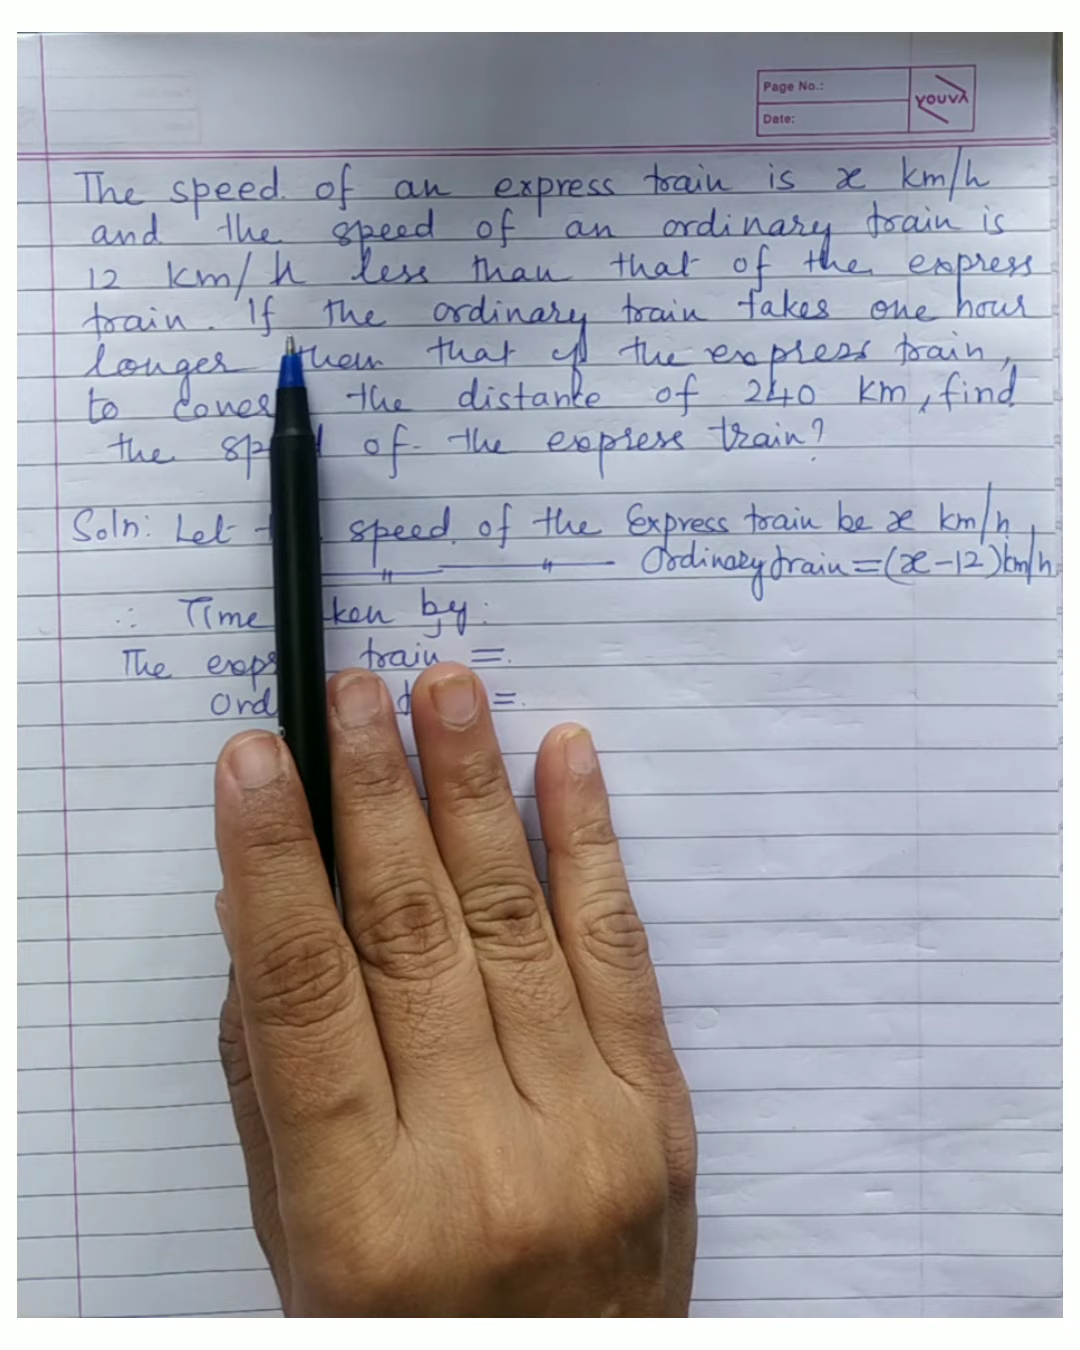 Page No.:
Date:
YOUVA
The speed. of an express train is x km/h
and the speed of an ordinary train is
12 km/h less than that of the express
train. If the ordinary train takes one hour
longer then that of the express train,
to cover the distance of 240 km, find
the of the express train?
Soln: Let speed of the Express train be x km/h,
—〃— —〃— Ordinary train = (x-12) km/h
∴ Time by:
The train =.
=.